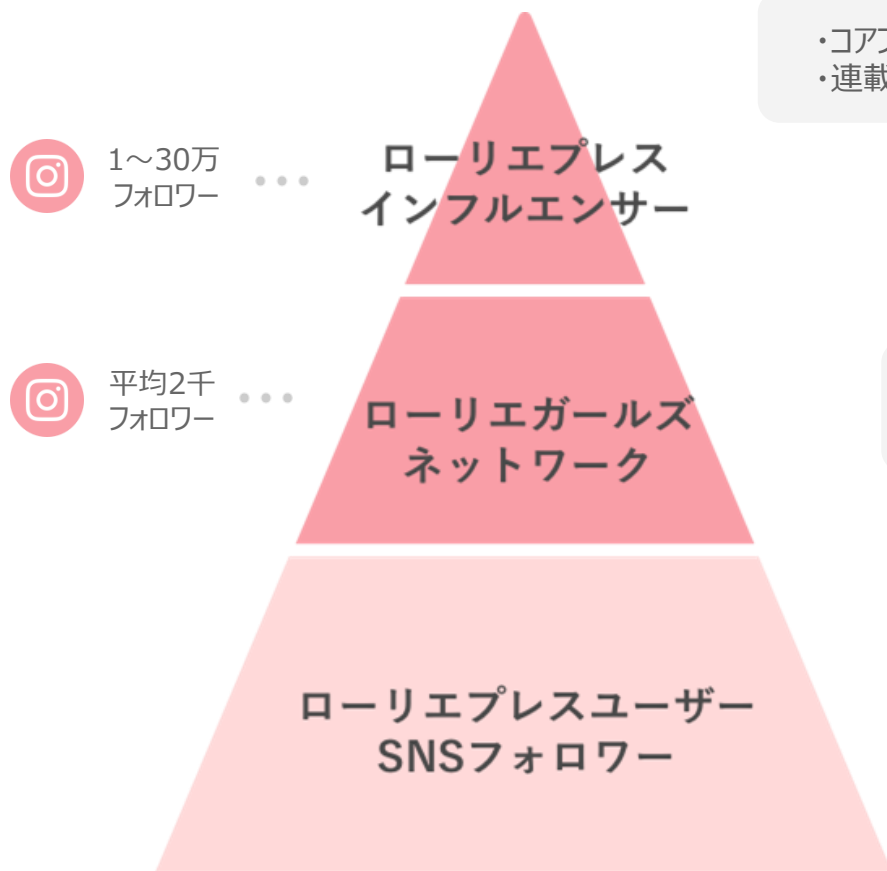 ・コア
・連載
1～30万
フォロワー
ローリエプレス
インフルエンサー
平均2千
フォロワー
ローリエガールズ
ネットワーク
ローリエプレスユーザー
SNSフォロワー